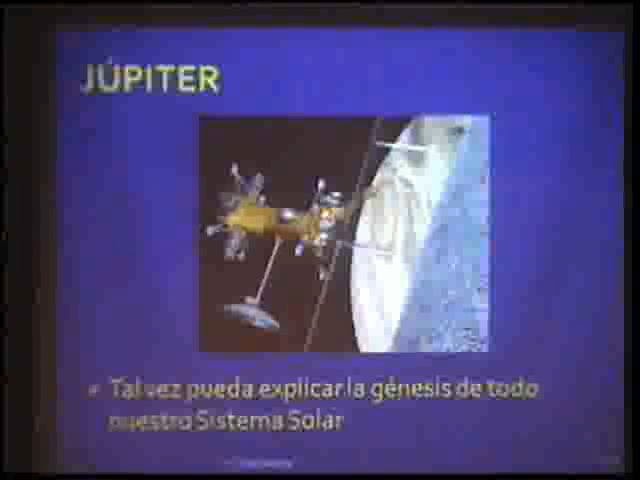 JÚPITER
Tal vez pueda explicar la génesis de todo
nuestro Sistema Solar